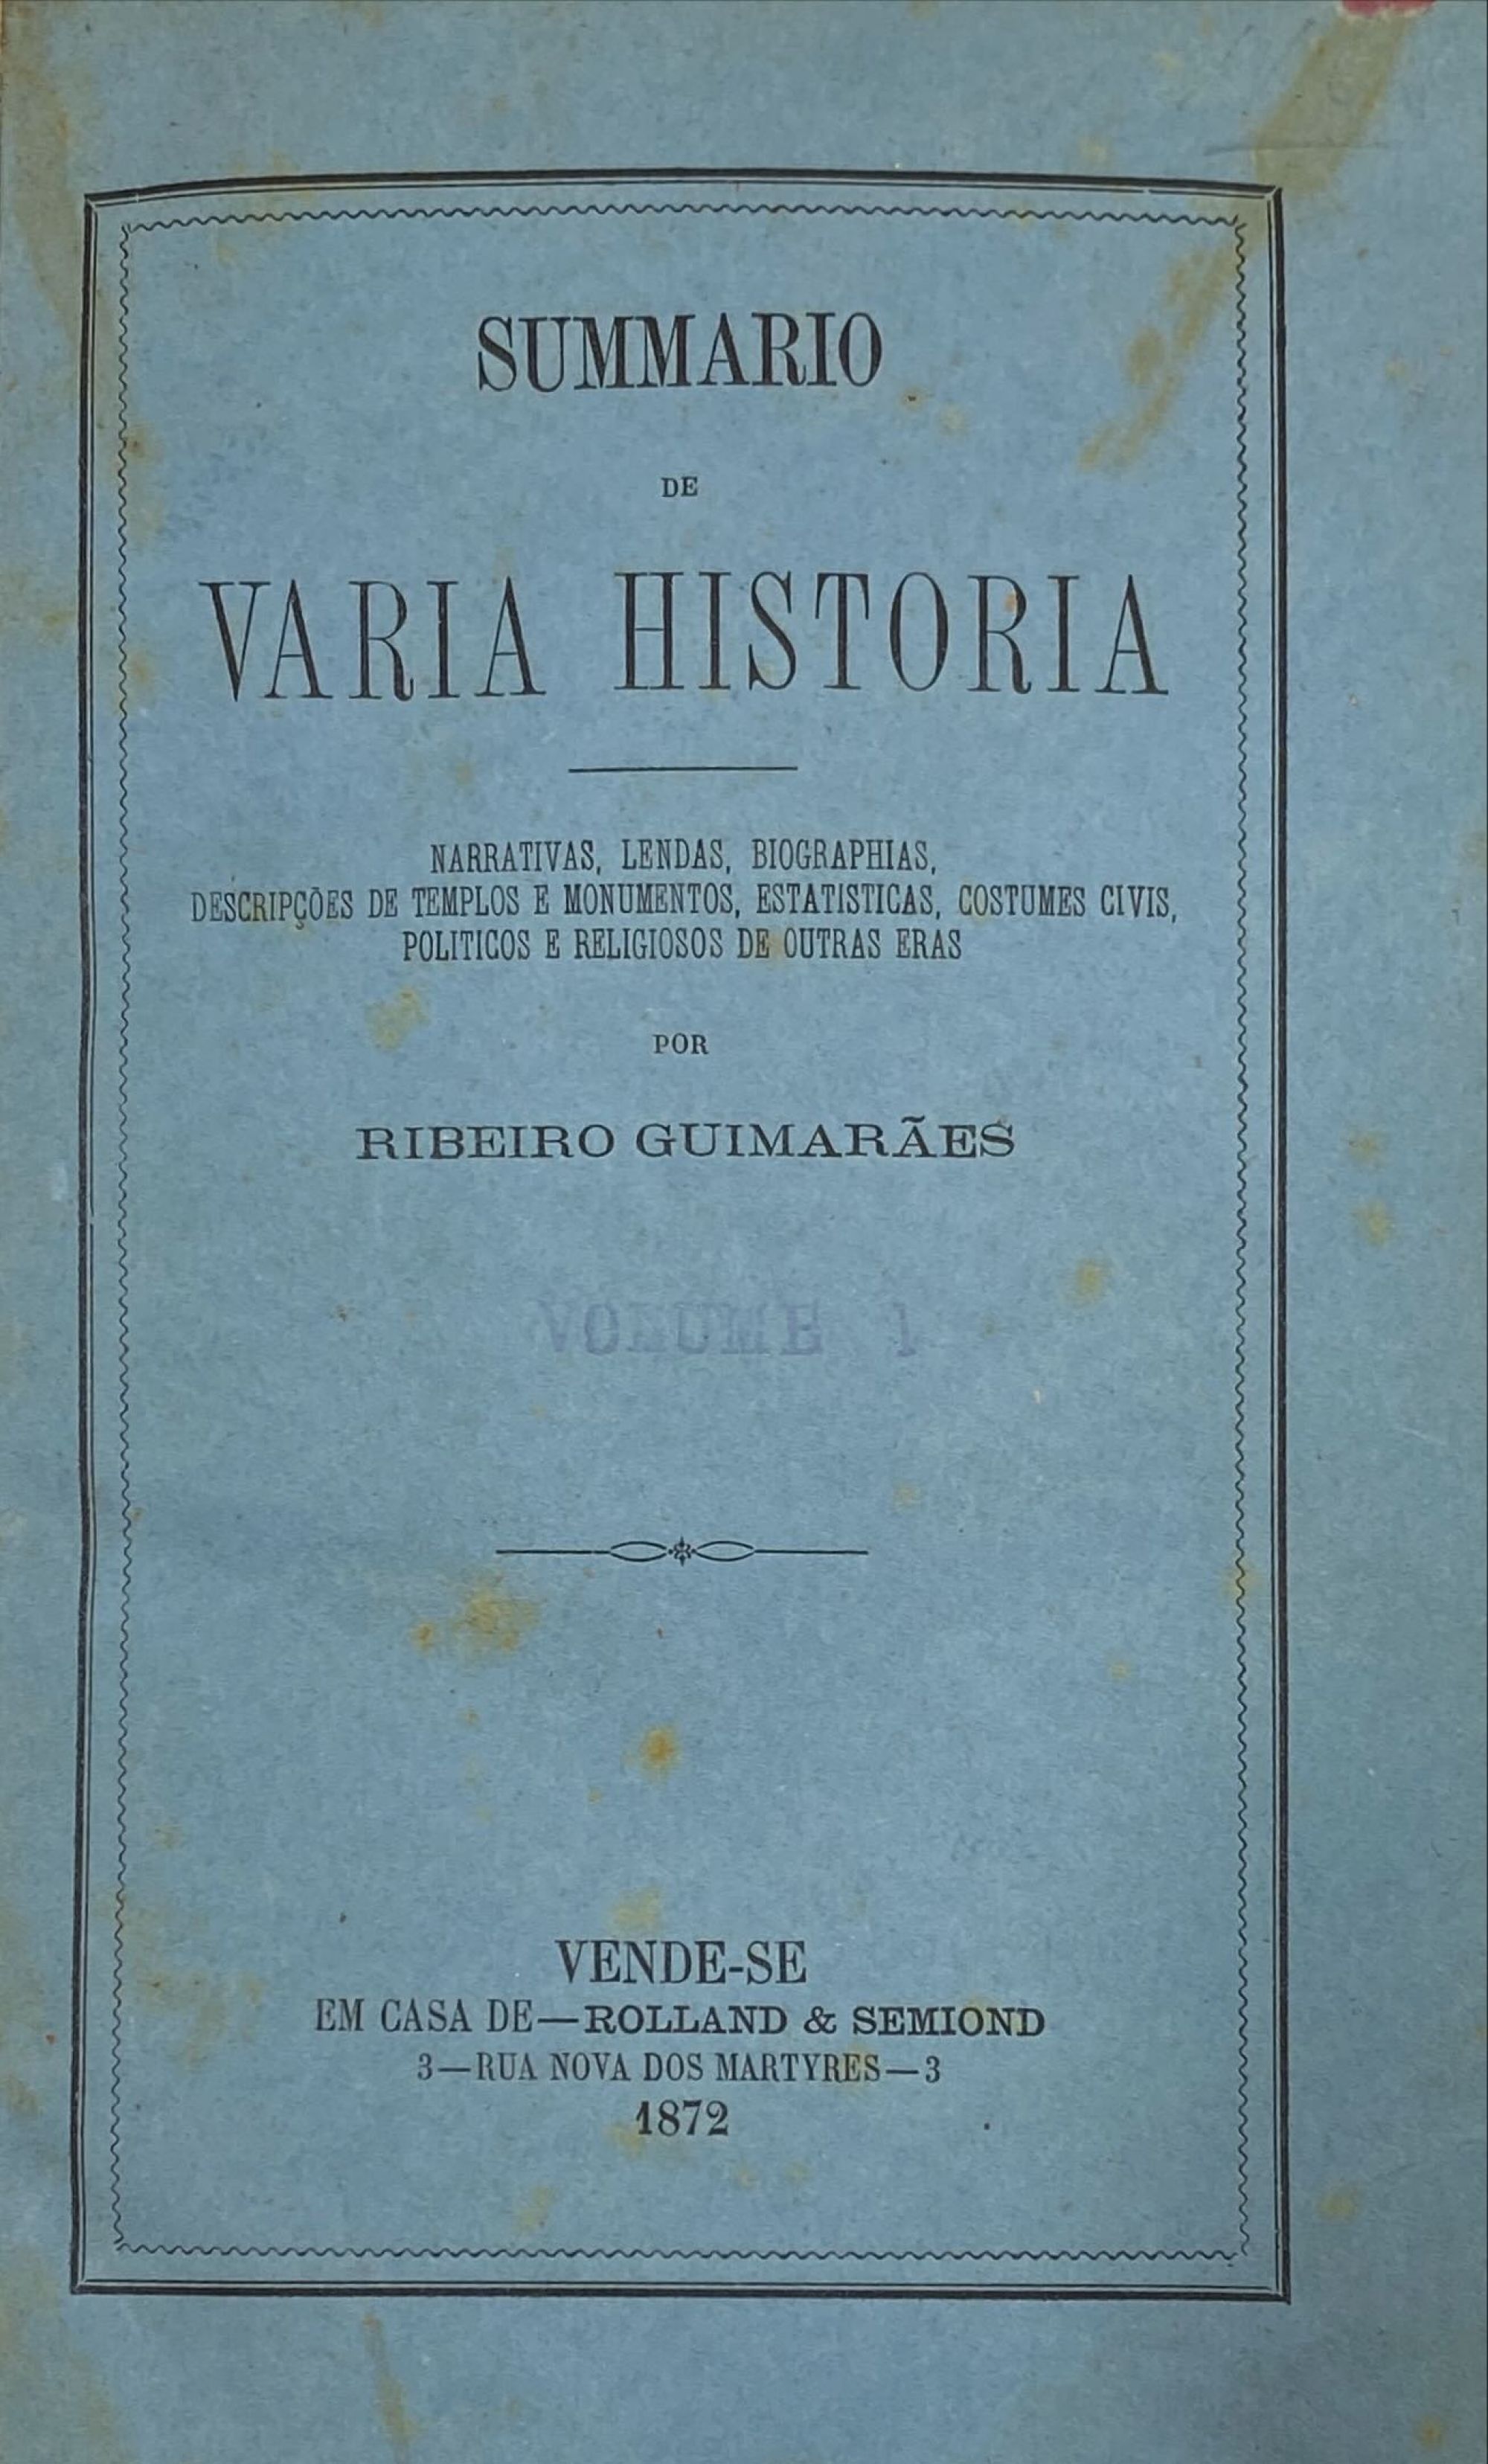 SUMMARIO
DE
VARIA HISTORIA
NARRATIVAS, LENDAS, BIOGRAPHIAS,
DESCRIPÇÕES DE TEMPLOS E MONUMENTOS, ESTATISTICAS, COSTUMES CIVIS,
POLITICOS E RELIGIOSOS DE OUTRAS ERAS
POR
RIBEIRO GUIMARÃES
VOLUME 1
VENDE-SE
EM CASA DE—ROLLAND & SEMIOND
3—RUA NOVA DOS MARTYRES—3
1872